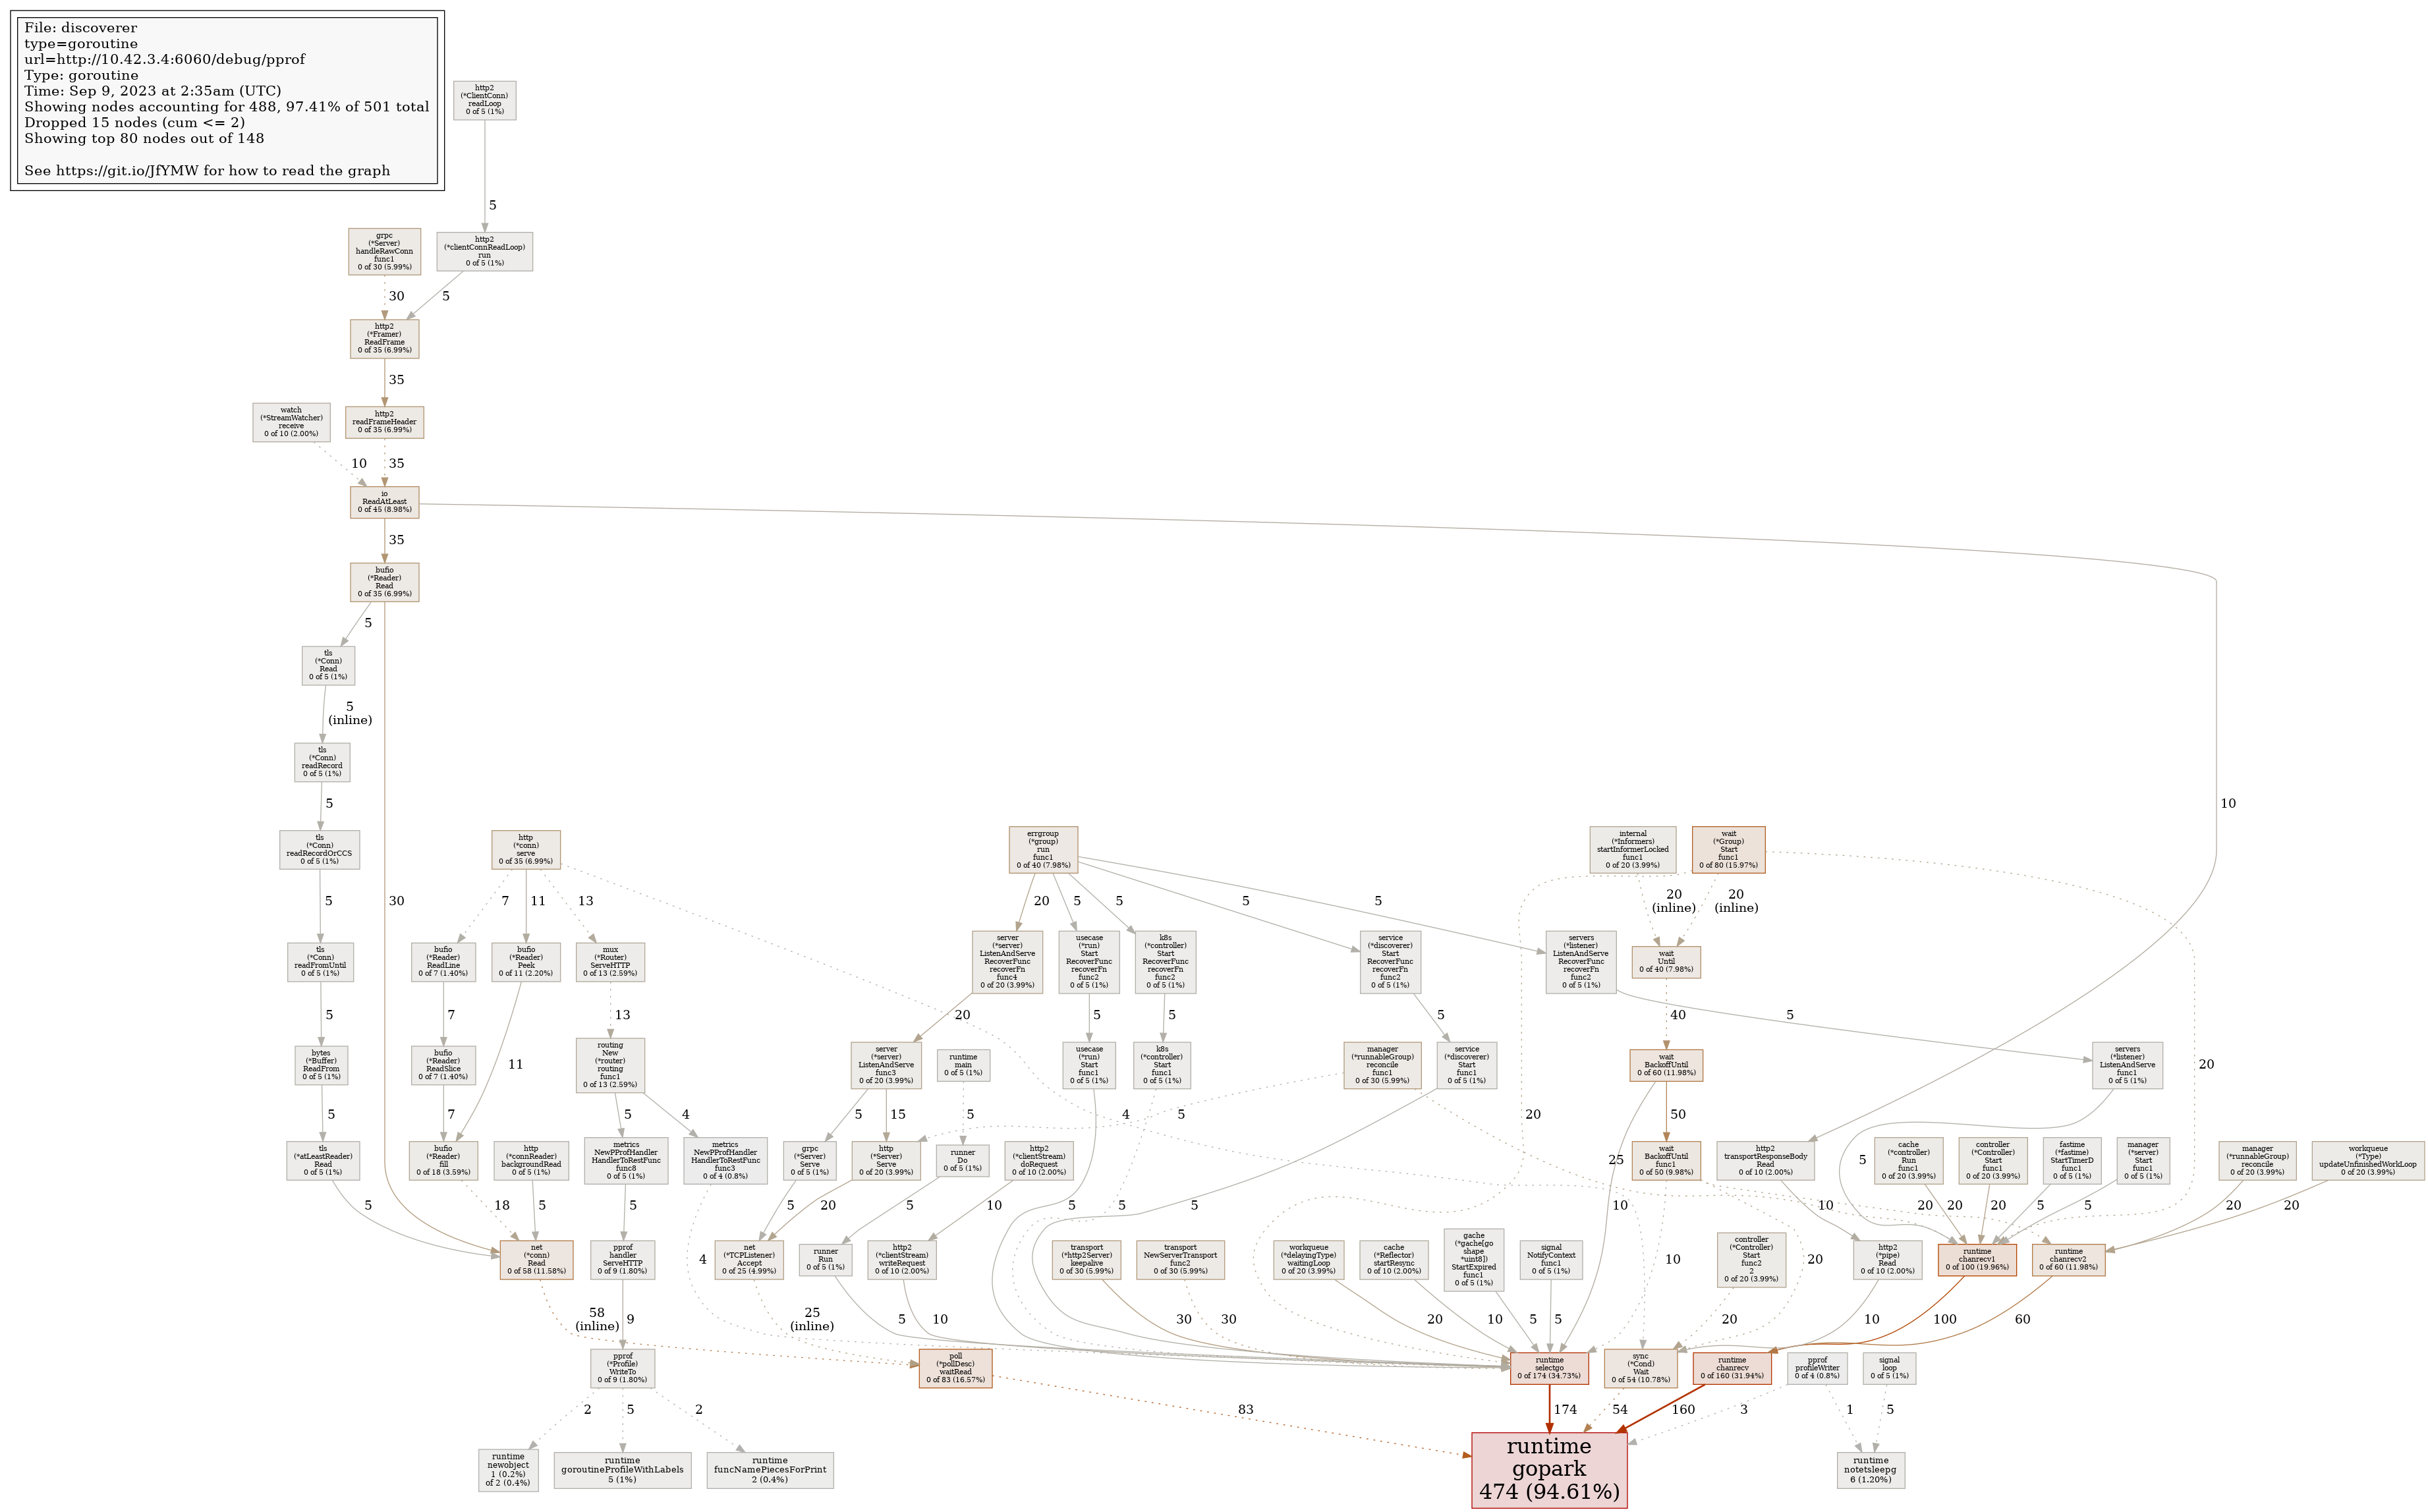 File: discoverer
type=goroutine
url=http://10.42.3.4:6060/debug/pprof
Type: goroutine
Time: Sep 9, 2023 at 2:35am (UTC)
Showing nodes accounting for 488, 97.41% of 501 total
Dropped 15 nodes (cum <= 2)
Showing top 80 nodes out of 148
See https://git.io/JfYMW for how to read the graph
http2
(*ClientConn)
readLoop
0 of 5 (1%)
5
grpc
(*Server)
handleRawConn
func1
0 of 30 (5.99%)
http2
(*clientConnReadLoop)
run
0 of 5 (1%)
30
5
http2
(*Framer)
ReadFrame
0 of 35 (6.99%)
35
watch
(*StreamWatcher)
receive
0 of 10 (2.00%)
http2
readFrameHeader
0 of 35 (6.99%)
10
35
io
ReadAtLeast
0 of 45 (8.98%)
35
10
bufio
(*Reader)
Read
0 of 35 (6.99%)
5
30
tls
(*Conn)
Read
0 of 5 (1%)
5
(inline)
tls
(*Conn)
readRecord
0 of 5 (1%)
5
tls
(*Conn)
readRecordOrCCS
0 of 5 (1%)
5
tls
(*Conn)
readFromUntil
0 of 5 (1%)
5
bytes
(*Buffer)
ReadFrom
0 of 5 (1%)
5
tls
(*atLeastReader)
Read
0 of 5 (1%)
5
http
(*conn)
serve
0 of 35 (6.99%)
7
11
13
4
bufio
(*Reader)
ReadLine
0 of 7 (1.40%)
bufio
(*Reader)
Peek
0 of 11 (2.20%)
mux
(*Router)
ServeHTTP
0 of 13 (2.59%)
7
11
13
bufio
(*Reader)
ReadSlice
0 of 7 (1.40%)
routing
New
(*router)
routing
func1
0 of 13 (2.59%)
7
5
4
bufio
(*Reader)
fill
0 of 18 (3.59%)
http
(*connReader)
backgroundRead
0 of 5 (1%)
metrics
NewPProfHandler
HandlerToRestFunc
func8
0 of 5 (1%)
metrics
NewPProfHandler
HandlerToRestFunc
func3
0 of 4 (0.8%)
18
5
5
4
net
(*conn)
Read
0 of 58 (11.58%)
pprof
handler
ServeHTTP
0 of 9 (1.80%)
58
(inline)
9
pprof
(*Profile)
WriteTo
0 of 9 (1.80%)
2
5
2
runtime
newobject
1 (0.2%)
of 2 (0.4%)
runtime
goroutineProfileWithLabels
5 (1%)
runtime
funcNamePiecesForPrint
2 (0.4%)
errgroup
(*group)
run
func1
0 of 40 (7.98%)
20
5
5
5
5
server
(*server)
ListenAndServe
RecoverFunc
recoverFn
func4
0 of 20 (3.99%)
usecase
(*run)
Start
RecoverFunc
recoverFn
func2
0 of 5 (1%)
k8s
(*controller)
Start
RecoverFunc
recoverFn
func2
0 of 5 (1%)
service
(*discoverer)
Start
RecoverFunc
recoverFn
func2
0 of 5 (1%)
servers
(*listener)
ListenAndServe
RecoverFunc
recoverFn
func2
0 of 5 (1%)
20
5
5
5
5
server
(*server)
ListenAndServe
func3
0 of 20 (3.99%)
runtime
main
0 of 5 (1%)
usecase
(*run)
Start
func1
0 of 5 (1%)
k8s
(*controller)
Start
func1
0 of 5 (1%)
manager
(*runnableGroup)
reconcile
func1
0 of 30 (5.99%)
service
(*discoverer)
Start
func1
0 of 5 (1%)
servers
(*listener)
ListenAndServe
func1
0 of 5 (1%)
5
15
5
5
25
5
5
5
5
grpc
(*Server)
Serve
0 of 5 (1%)
http
(*Server)
Serve
0 of 20 (3.99%)
runner
Do
0 of 5 (1%)
http2
(*clientStream)
doRequest
0 of 10 (2.00%)
5
20
5
10
net
(*TCPListener)
Accept
0 of 25 (4.99%)
runner
Run
0 of 5 (1%)
http2
(*clientStream)
writeRequest
0 of 10 (2.00%)
25
(inline)
5
10
internal
(*Informers)
startInformerLocked
func1
0 of 20 (3.99%)
wait
(*Group)
Start
func1
0 of 80 (15.97%)
20
(inline)
20
(inline)
20
20
wait
Until
0 of 40 (7.98%)
40
wait
BackoffUntil
0 of 60 (11.98%)
50
10
wait
BackoffUntil
func1
0 of 50 (9.98%)
10
20
20
http2
transportResponseBody
Read
0 of 10 (2.00%)
cache
(*controller)
Run
func1
0 of 20 (3.99%)
controller
(*Controller)
Start
func1
0 of 20 (3.99%)
fastime
(*fastime)
StartTimerD
func1
0 of 5 (1%)
manager
(*server)
Start
func1
0 of 5 (1%)
manager
(*runnableGroup)
reconcile
0 of 20 (3.99%)
workqueue
(*Type)
updateUnfinishedWorkLoop
0 of 20 (3.99%)
10
20
20
5
5
20
20
transport
(*http2Server)
keepalive
0 of 30 (5.99%)
transport
NewServerTransport
func2
0 of 30 (5.99%)
workqueue
(*delayingType)
waitingLoop
0 of 20 (3.99%)
cache
(*Reflector)
startResync
0 of 10 (2.00%)
gache
(*gache[go
shape
*uint8])
StartExpired
func1
0 of 5 (1%)
signal
NotifyContext
func1
0 of 5 (1%)
controller
(*Controller)
Start
func2
2
0 of 20 (3.99%)
http2
(*pipe)
Read
0 of 10 (2.00%)
runtime
chanrecv1
0 of 100 (19.96%)
runtime
chanrecv2
0 of 60 (11.98%)
30
30
20
10
5
5
20
10
100
60
poll
(*pollDesc)
waitRead
0 of 83 (16.57%)
runtime
selectgo
0 of 174 (34.73%)
sync
(*Cond)
Wait
0 of 54 (10.78%)
runtime
chanrecv
0 of 160 (31.94%)
pprof
profileWriter
0 of 4 (0.8%)
signal
loop
0 of 5 (1%)
83
174
54
160
3
1
5
runtime
gopark
474 (94.61%)
runtime
notetsleepg
6 (1.20%)